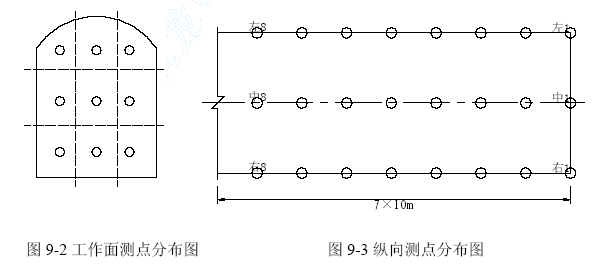 右8
左1
中8
中1
右8
右1
7×10m
图 9-2 工作面测点分布图
图 9-3 纵向测点分布图